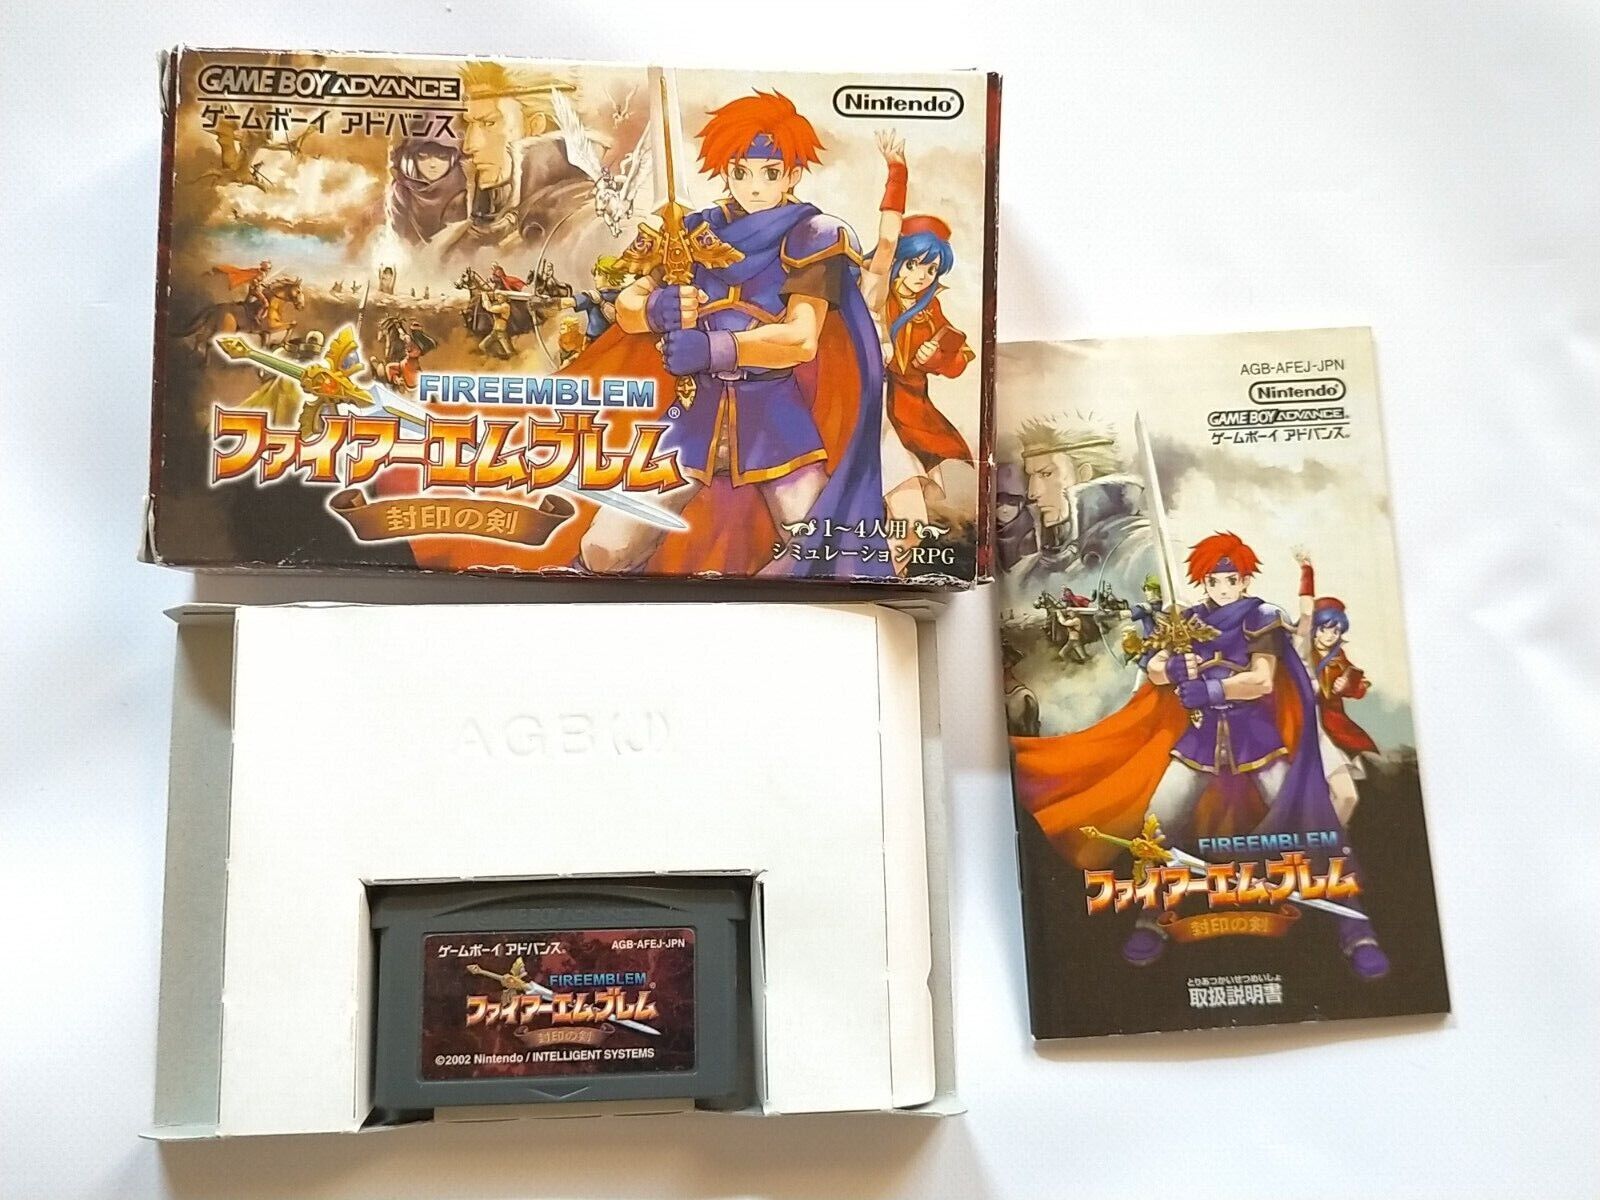 GAME BOY ADVANCE
ゲームボーイ アドバンス
Nintendo®
FIREEMBLEM
ファイアーエムブレム®
封印の剣
1～4人用
シミュレーションRPG
AGB-AFEJ-JPN
Nintendo®
GAME BOY ADVANCE
ゲームボーイ アドバンス
FIREEMBLEM
ファイアーエムブレム®
封印の剣
とりあつかいせつめいしょ
取扱説明書
AGB(J)
GAME BOY ADVANCE
ゲームボーイ アドバンス
AGB-AFEJ-JPN
FIREEMBLEM
ファイアーエムブレム®
封印の剣
©2002 Nintendo / INTELLIGENT SYSTEMS